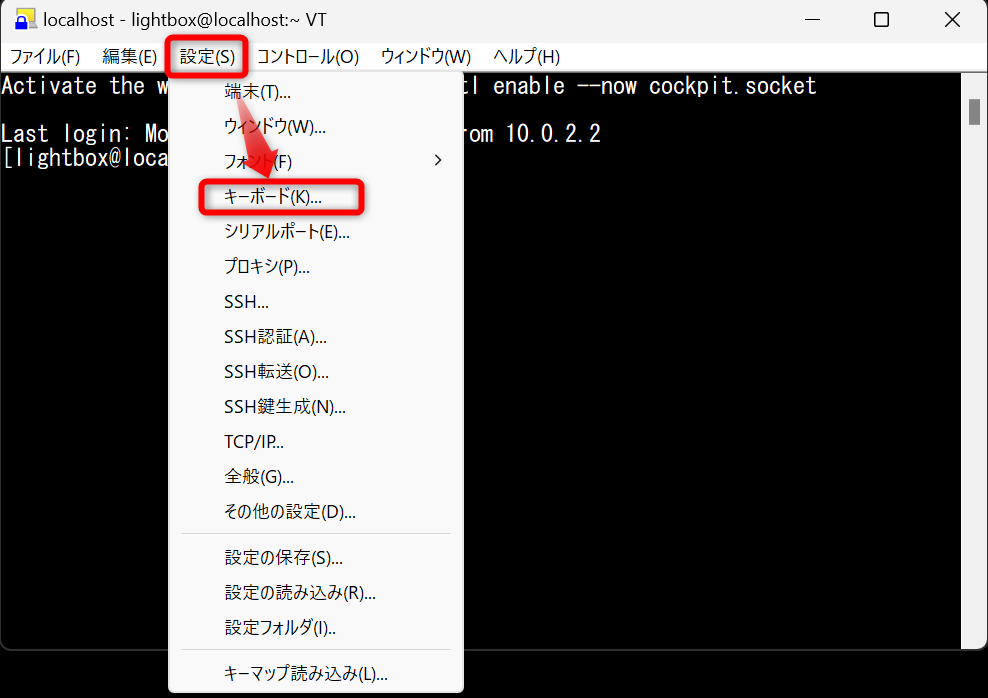 localhost - lightbox@localhost:~ VT
ファイル(F) 編集(E) 設定(S) コントロール(O) ウィンドウ(W) ヘルプ(H)
Activate the w
enable --now cockpit.socket
Last login: Mo
rom 10.0.2.2
[lightbox@loca
端末(T)...
ウィンドウ(W)...
フォント(F)
キーボード(K)...
シリアルポート(E)...
プロキシ(P)...
SSH...
SSH認証(A)...
SSH転送(O)...
SSH鍵生成(N)...
TCP/IP...
全般(G)...
その他の設定(D)...
設定の保存(S)...
設定の読み込み(R)...
設定フォルダ(I)..
キーマップ読み込み(L)...